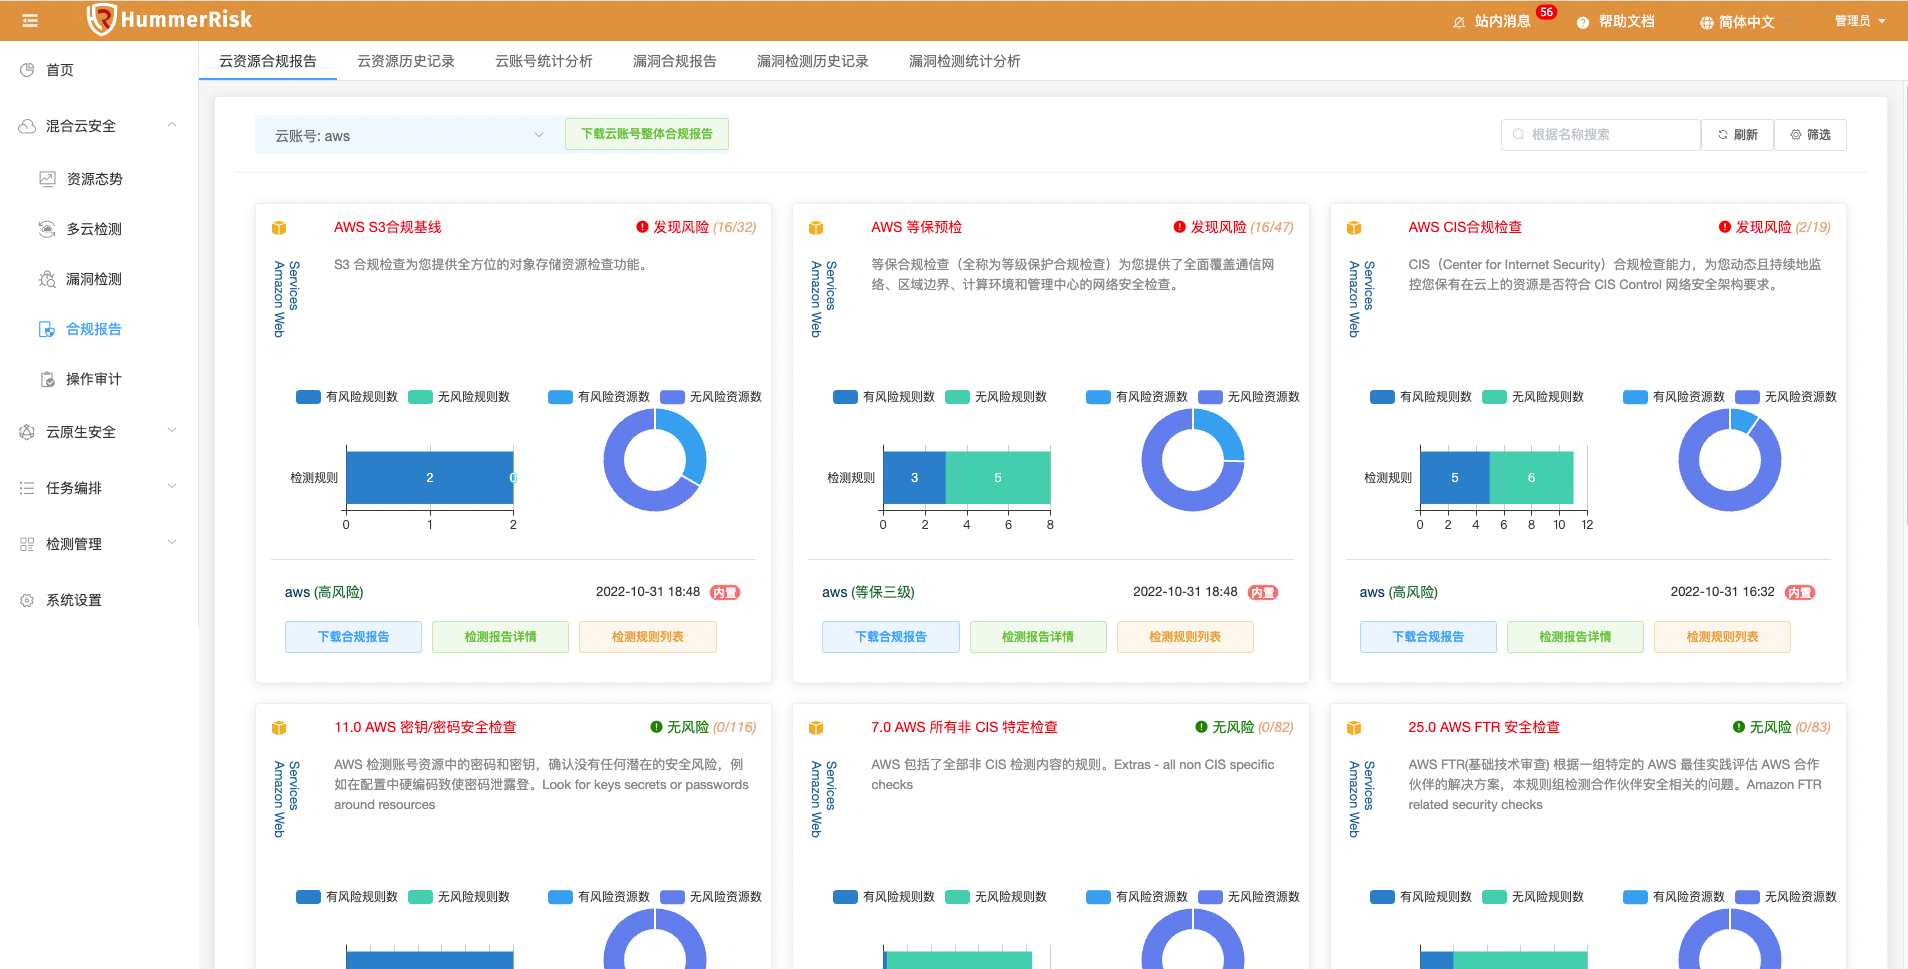 HummerRisk
站内消息 56 帮助文档 简体中文 管理员
首页
混合云安全
资源态势
多云检测
漏洞检测
合规报告
操作审计
云原生安全
任务编排
检测管理
系统设置
云资源合规报告 云资源历史记录 云账号统计分析 漏洞合规报告 漏洞检测历史记录 漏洞检测统计分析
云账号: aws 下载云账号整体合规报告 根据名称搜索 刷新 筛选
AWS S3合规基线 发现风险 (16/32)
Amazon Web
Services
S3 合规检查为您提供全方位的对象存储资源检查功能。
有风险规则数 无风险规则数 有风险资源数 无风险资源数
检测规则 2 0
0 1 2
aws (高风险) 2022-10-31 18:48 内置
下载合规报告 检测报告详情 检测规则列表
AWS 等保预检 发现风险 (16/47)
Amazon Web
Services
等保合规检查（全称为等级保护合规检查）为您提供了全面覆盖通信网
络、区域边界、计算环境和管理中心的网络安全检查。
有风险规则数 无风险规则数 有风险资源数 无风险资源数
检测规则 3 5
0 2 4 6 8
aws (等保三级) 2022-10-31 18:48 内置
下载合规报告 检测报告详情 检测规则列表
AWS CIS合规检查 发现风险 (2/19)
Amazon Web
Services
CIS（Center for Internet Security）合规检查能力，为您动态且持续地监
控您保有在云上的资源是否符合 CIS Control 网络安全架构要求。
有风险规则数 无风险规则数 有风险资源数 无风险资源数
检测规则 5 6
0 2 4 6 8 10 12
aws (高风险) 2022-10-31 16:32 内置
下载合规报告 检测报告详情 检测规则列表
11.0 AWS 密钥/密码安全检查 无风险 (0/116)
Amazon Web
Services
AWS 检测账号资源中的密码和密钥，确认没有任何潜在的安全风险，例
如在配置中硬编码致使密码泄露登。Look for keys secrets or passwords
around resources
有风险规则数 无风险规则数 有风险资源数 无风险资源数
7.0 AWS 所有非 CIS 特定检查 无风险 (0/82)
Amazon Web
Services
AWS 包括了全部非 CIS 检测内容的规则。Extras - all non CIS specific
checks
有风险规则数 无风险规则数 有风险资源数 无风险资源数
25.0 AWS FTR 安全检查 无风险 (0/83)
Amazon Web
Services
AWS FTR(基础技术审查) 根据一组特定的 AWS 最佳实践评估 AWS 合作
伙伴的解决方案，本规则组检测合作伙伴安全相关的问题。Amazon FTR
related security checks
有风险规则数 无风险规则数 有风险资源数 无风险资源数